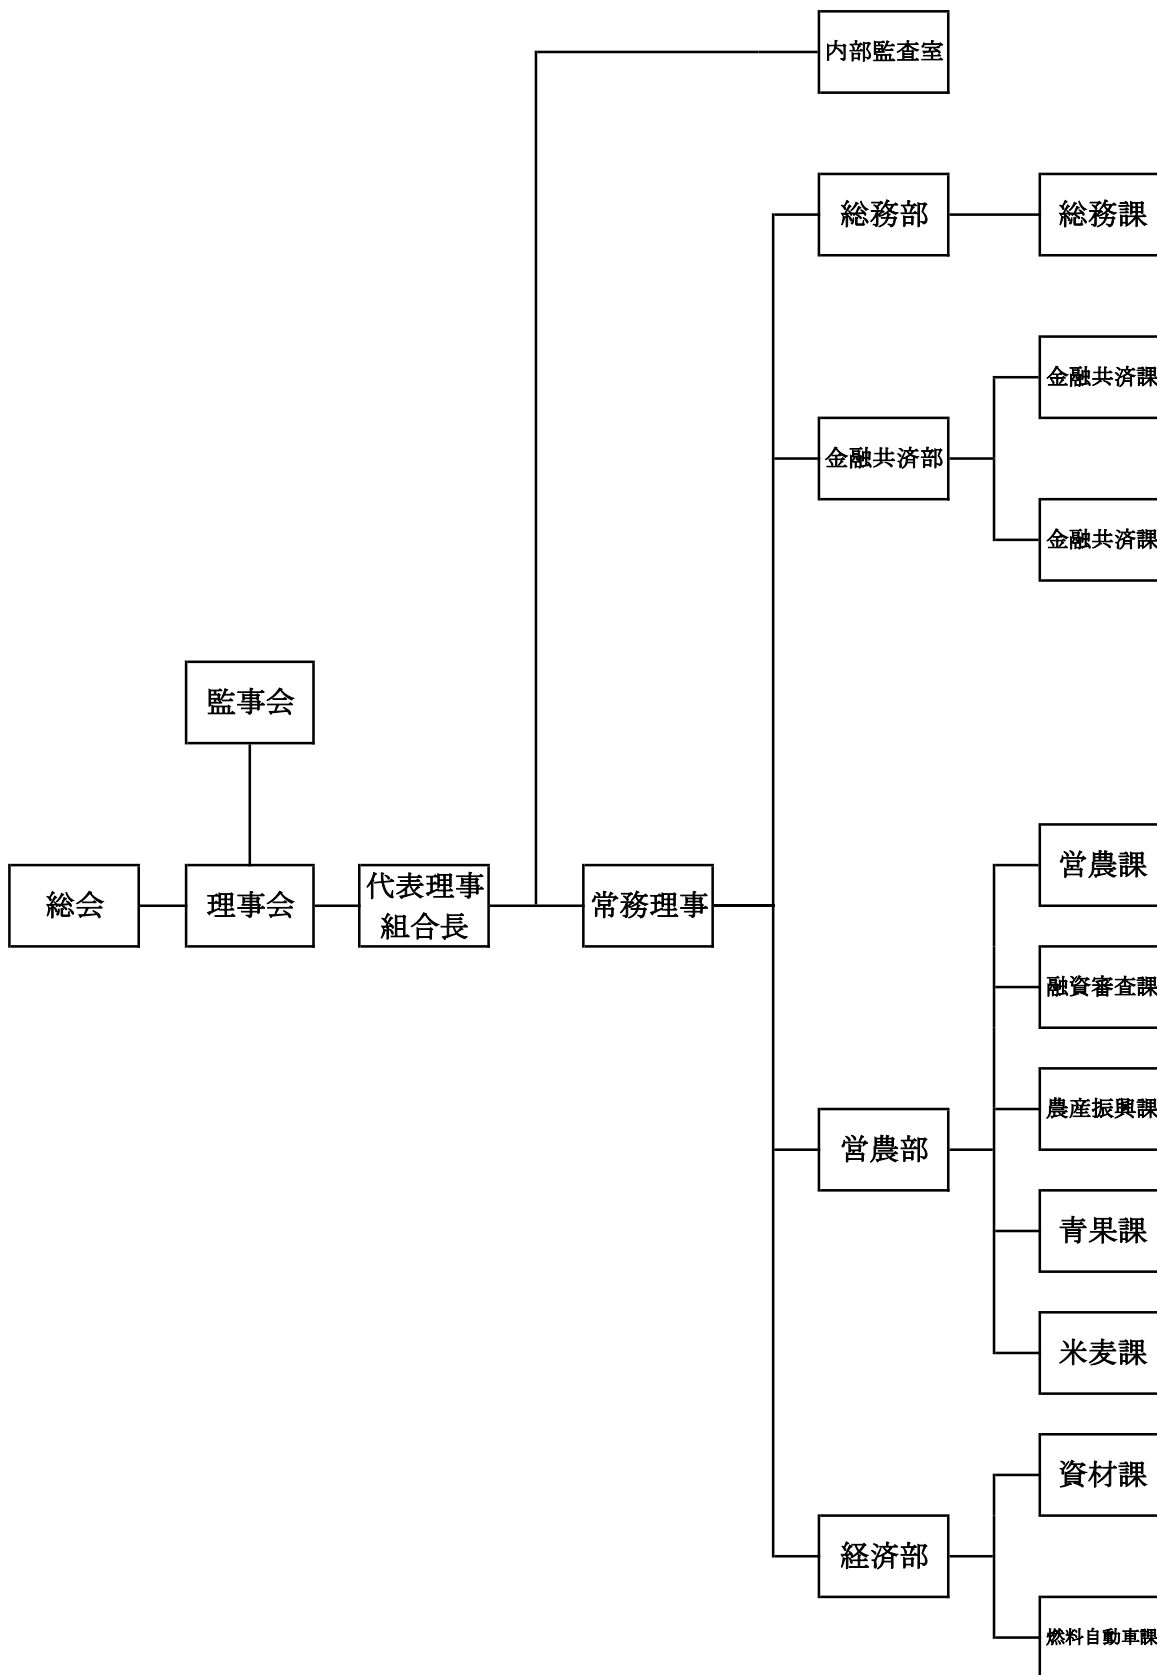 内部監査室
総務部
総務課
金融共済課
金融共済部
金融共済課
監事会
営農課
総会
理事会
代表理事
組合長
常務理事
融資審査課
農産振興課
営農部
青果課
米麦課
資材課
経済部
燃料自動車課